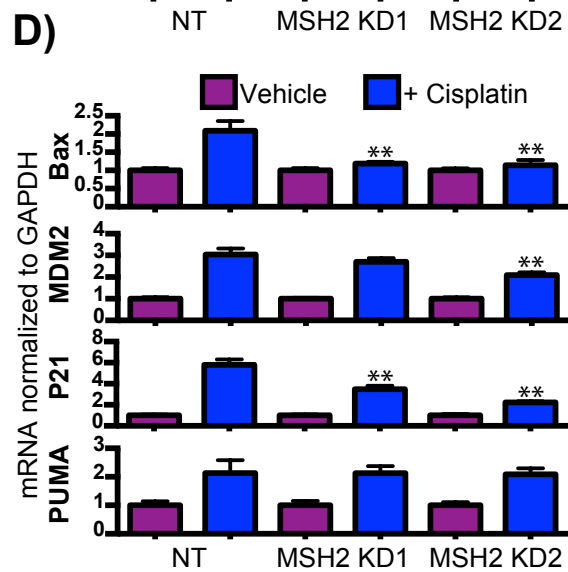 NT MSH2 KD1 MSH2 KD2
D)
Vehicle + Cisplatin
mRNA normalized to GAPDH
Bax
2.5
2
1.5
1
0.5
0
** **
MDM2
4
3
2
1
0
**
P21
8
6
4
2
0
** **
PUMA
3
2
1
0
NT MSH2 KD1 MSH2 KD2